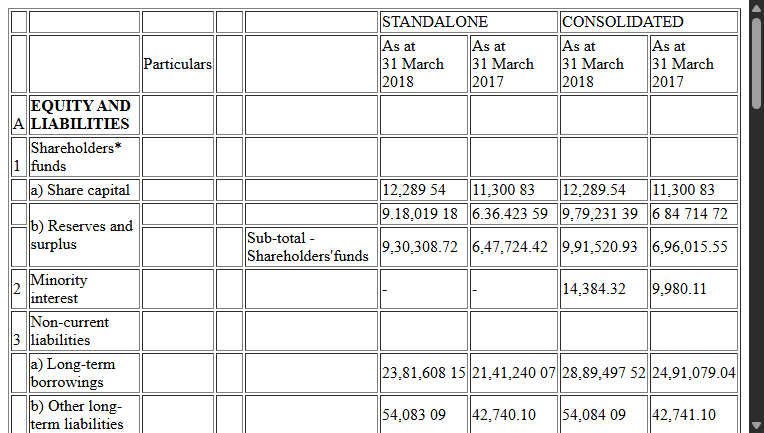 STANDALONE CONSOLIDATED
Particulars As at As at As at As at
31 March 31 March 31 March 31 March
2018 2017 2018 2017
A EQUITY AND
LIABILITIES
1 Shareholders*
funds
a) Share capital 12,289 54 11,300 83 12,289.54 11,300 83
b) Reserves and
surplus 9.18,019 18 6.36.423 59 9,79,231 39 6 84 714 72
Sub-total -
Shareholders'funds 9,30,308.72 6,47,724.42 9,91,520.93 6,96,015.55
2 Minority
interest - - 14,384.32 9,980.11
3 Non-current
liabilities
a) Long-term
borrowings 23,81,608 15 21,41,240 07 28,89,497 52 24,91,079.04
b) Other long-
term liabilities 54,083 09 42,740.10 54,084 09 42,741.10